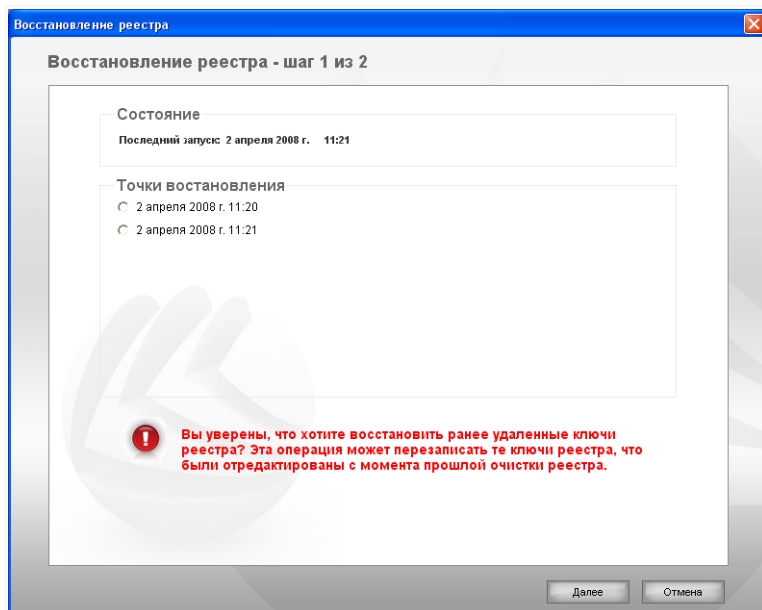 Восстановление реестра
Восстановление реестра - шаг 1 из 2
Состояние
Последний запуск: 2 апреля 2008 г. 11:21
Точки востановления
2 апреля 2008 г. 11:20
2 апреля 2008 г. 11:21
Вы уверены, что хотите восстановить ранее удаленные ключи
реестра? Эта операция может перезаписать те ключи реестра, что
были отредактированы с момента прошлой очистки реестра.
Далее
Отмена